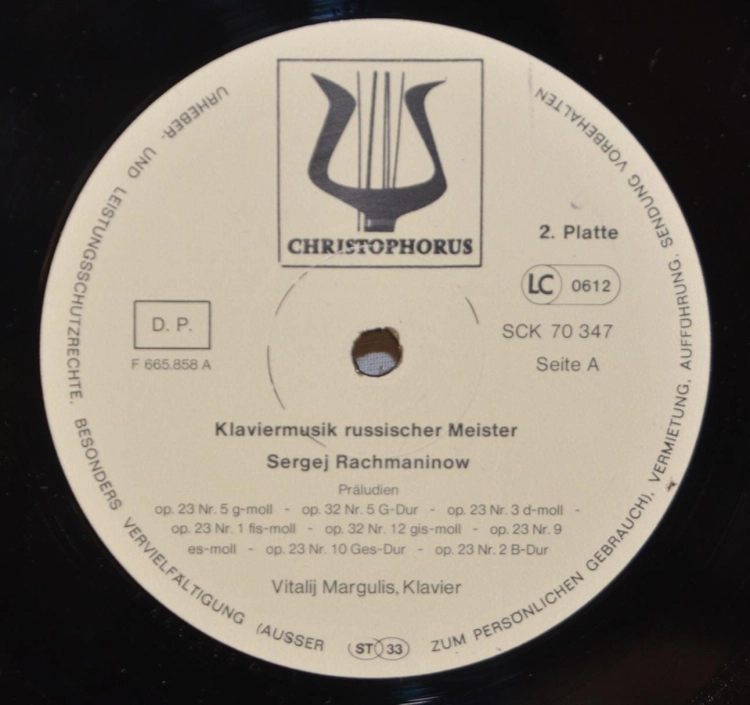 CHRISTOPHORUS
2. Platte
LC 0612
D. P.
SCK 70 347
F 665.858 A
Seite A
Klaviermusik russischer Meister
Sergej Rachmaninow
Präludien
op. 23 Nr. 5 g-moll - op. 32 Nr. 5 G-Dur - op. 23 Nr. 3 d-moll -
op. 23 Nr. 1 fis-moll - op. 32 Nr. 12 gis-moll - op. 23 Nr. 9
es-moll - op. 23 Nr. 10 Ges-Dur - op. 23 Nr. 2 B-Dur
Vitalij Margulis, Klavier
ST 33
URHEBER- UND LEISTUNGSSCHUTZRECHTE, BESONDERS VERVIELFÄLTIGUNG (AUSSER ZUM PERSÖNLICHEN GEBRAUCH), VERMIETUNG, AUFFÜHRUNG, SENDUNG VORBEHALTEN